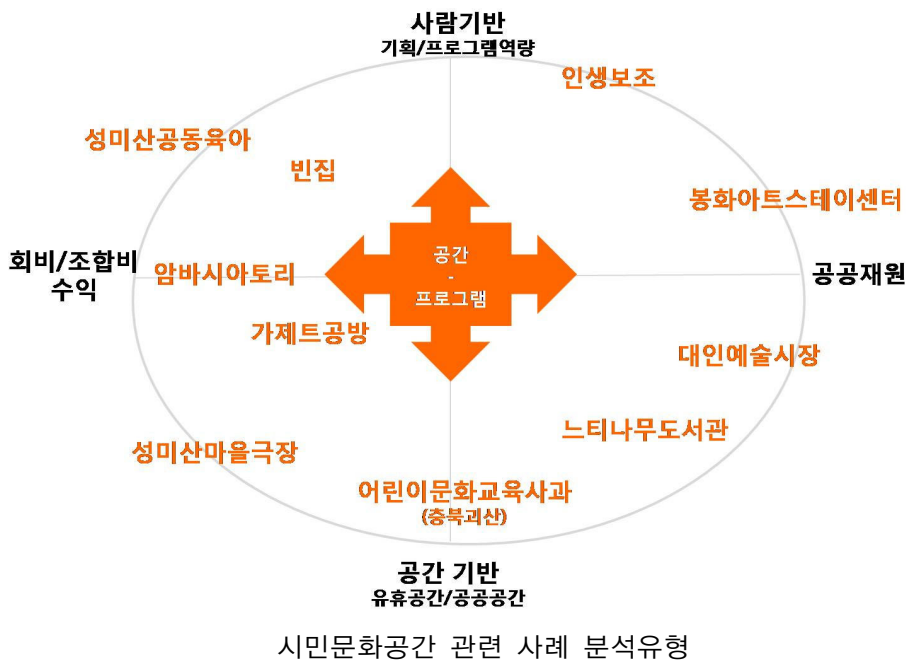 사람기반
기획/프로그램역량
인생보조
성미산공동육아
빈집
봉화아트스테이센터
회비/조합비
수익
암바시아토리
공간
-
프로그램
공공재원
가제트공방
대인예술시장
느티나무도서관
성미산마을극장
어린이문화교육사과
(충북괴산)
공간 기반
유휴공간/공공공간
시민문화공간 관련 사례 분석유형